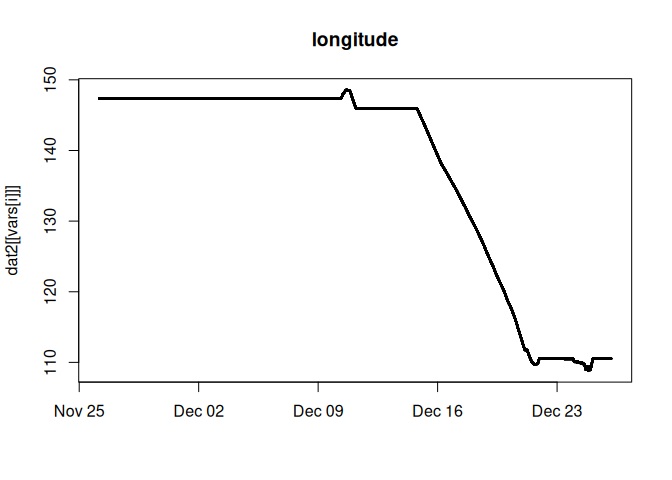 longitude
dat2[[vars[i]]]
150
140
130
120
110
Nov 25
Dec 02
Dec 09
Dec 16
Dec 23